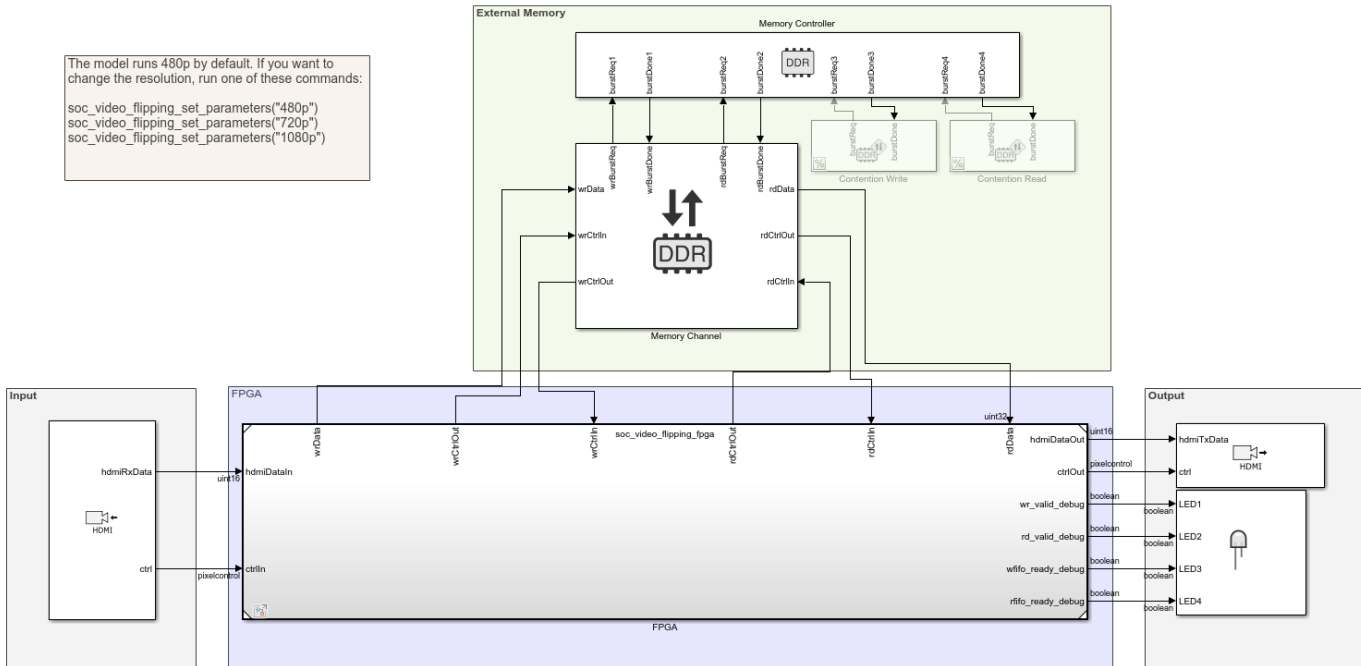 External Memory
Memory Controller
The model runs 480p by default. If you want to
change the resolution, run one of these commands:
soc_video_flipping_set_parameters("480p")
soc_video_flipping_set_parameters("720p")
soc_video_flipping_set_parameters("1080p")
burstReq1
burstDone1
burstReq2
burstDone2
DDR
burstReq3
burstDone3
burstReq4
burstDone4
wrBurstReq
wrBurstDone
rdBurstReq
rdBurstDone
burstReq
burstDone
DDR
%
Contention Write
burstReq
burstDone
DDR
%
Contention Read
wrData
rdData
wrCtrlIn
rdCtrlOut
DDR
wrCtrlOut
rdCtrlIn
Memory Channel
Input
FPGA
Output
wrData
wrCtrlOut
wrCtrlIn
soc_video_flipping_fpga
rdCtrlOut
rdCtrlIn
uint32
rdData
hdmiDataOut
uint16
hdmiTxData
HDMI
hdmiRxData
uint16
hdmiDataIn
ctrlOut
pixelcontrol
ctrl
wr_valid_debug
boolean
boolean
LED1
HDMI
rd_valid_debug
boolean
boolean
LED2
ctrl
pixelcontrol
ctrlIn
wfifo_ready_debug
boolean
boolean
LED3
rfifo_ready_debug
boolean
boolean
LED4
FPGA